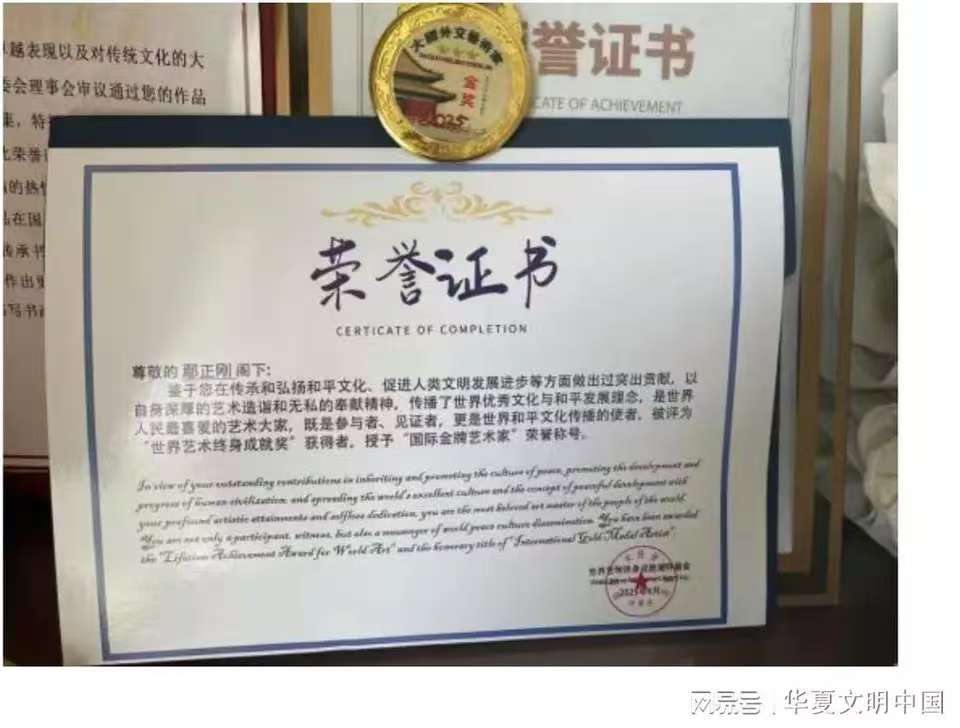 卓越表现以及对传统文化的大
委会理事会审议通过您的作品
荣誉证书
CATE OF ACHIEVEMENT
大国外交艺术家
金奖
2025
荣誉证书
CERTICATE OF COMPLETION
尊敬的 鄢正刚 阁下:
鉴于您在传承和弘扬和平文化、促进人类文明发展进步等方面做出过突出贡献,以
自身深厚的艺术造诣和无私的奉献精神,传播了世界优秀文化与和平发展理念,是世界
人民最喜爱的艺术大家,既是参与者、见证者,更是世界和平文化传播的使者,被评为
“世界艺术终身成就奖”获得者,授予“国际金牌艺术家”荣誉称号。
In view of your outstanding contributions in inheriting and promoting the culture of peace, promoting the development and
progress of human civilization, and spreading the world's excellent culture and the concept of peaceful development with
your profound artistic attainments and selfless dedication, you are the most beloved art master of the people of the world.
You are not only a participant, witness, but also a messenger of world peace culture dissemination. You have been awarded
the "Lifetime Achievement Award for World Art" and the honorary title of "International Gold Medal Artist".
网易号 | 华夏文明中国